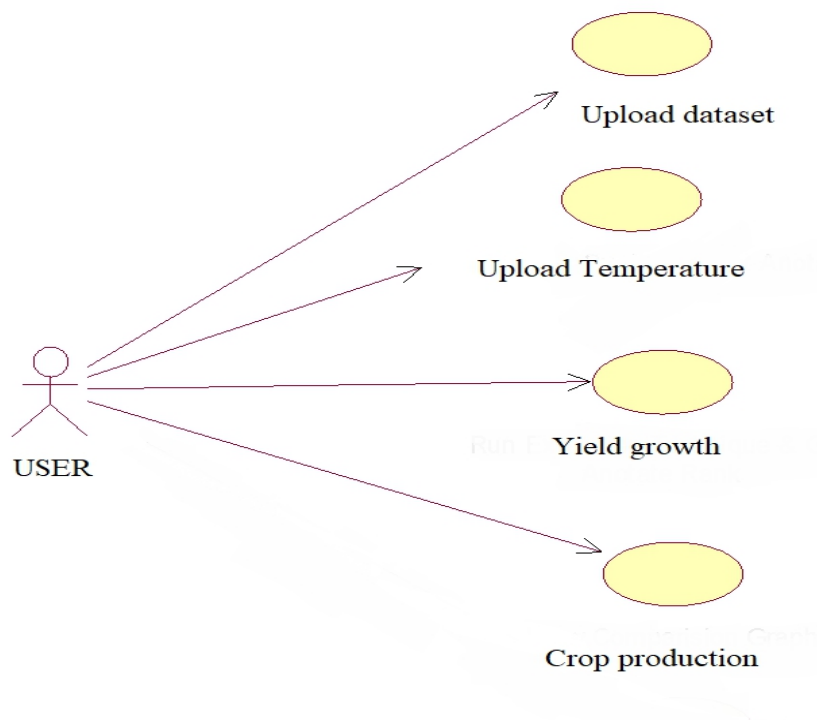 Upload dataset
Upload Temperature
Yield growth
USER
Crop production